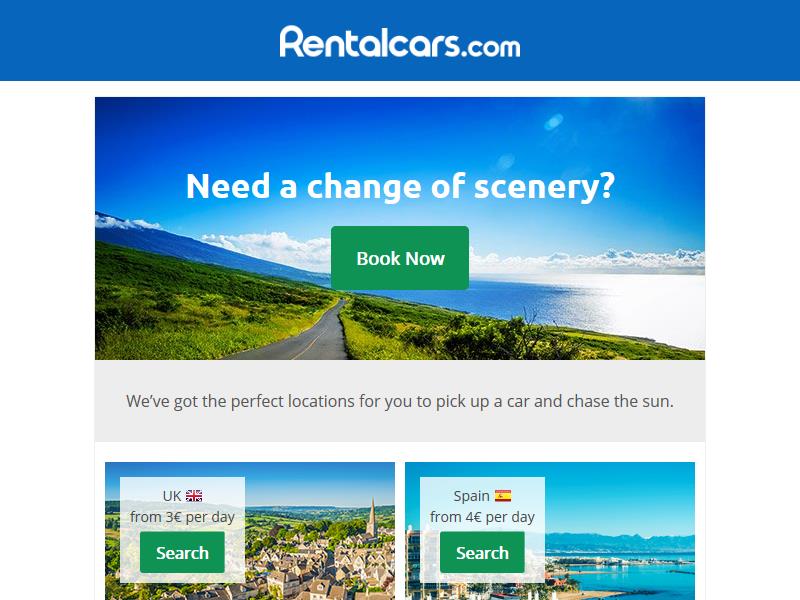 Rentalcars.com
Need a change of scenery?
Book Now
We've got the perfect locations for you to pick up a car and chase the sun.
UK
from 3€ per day
Search
Spain
from 4€ per day
Search